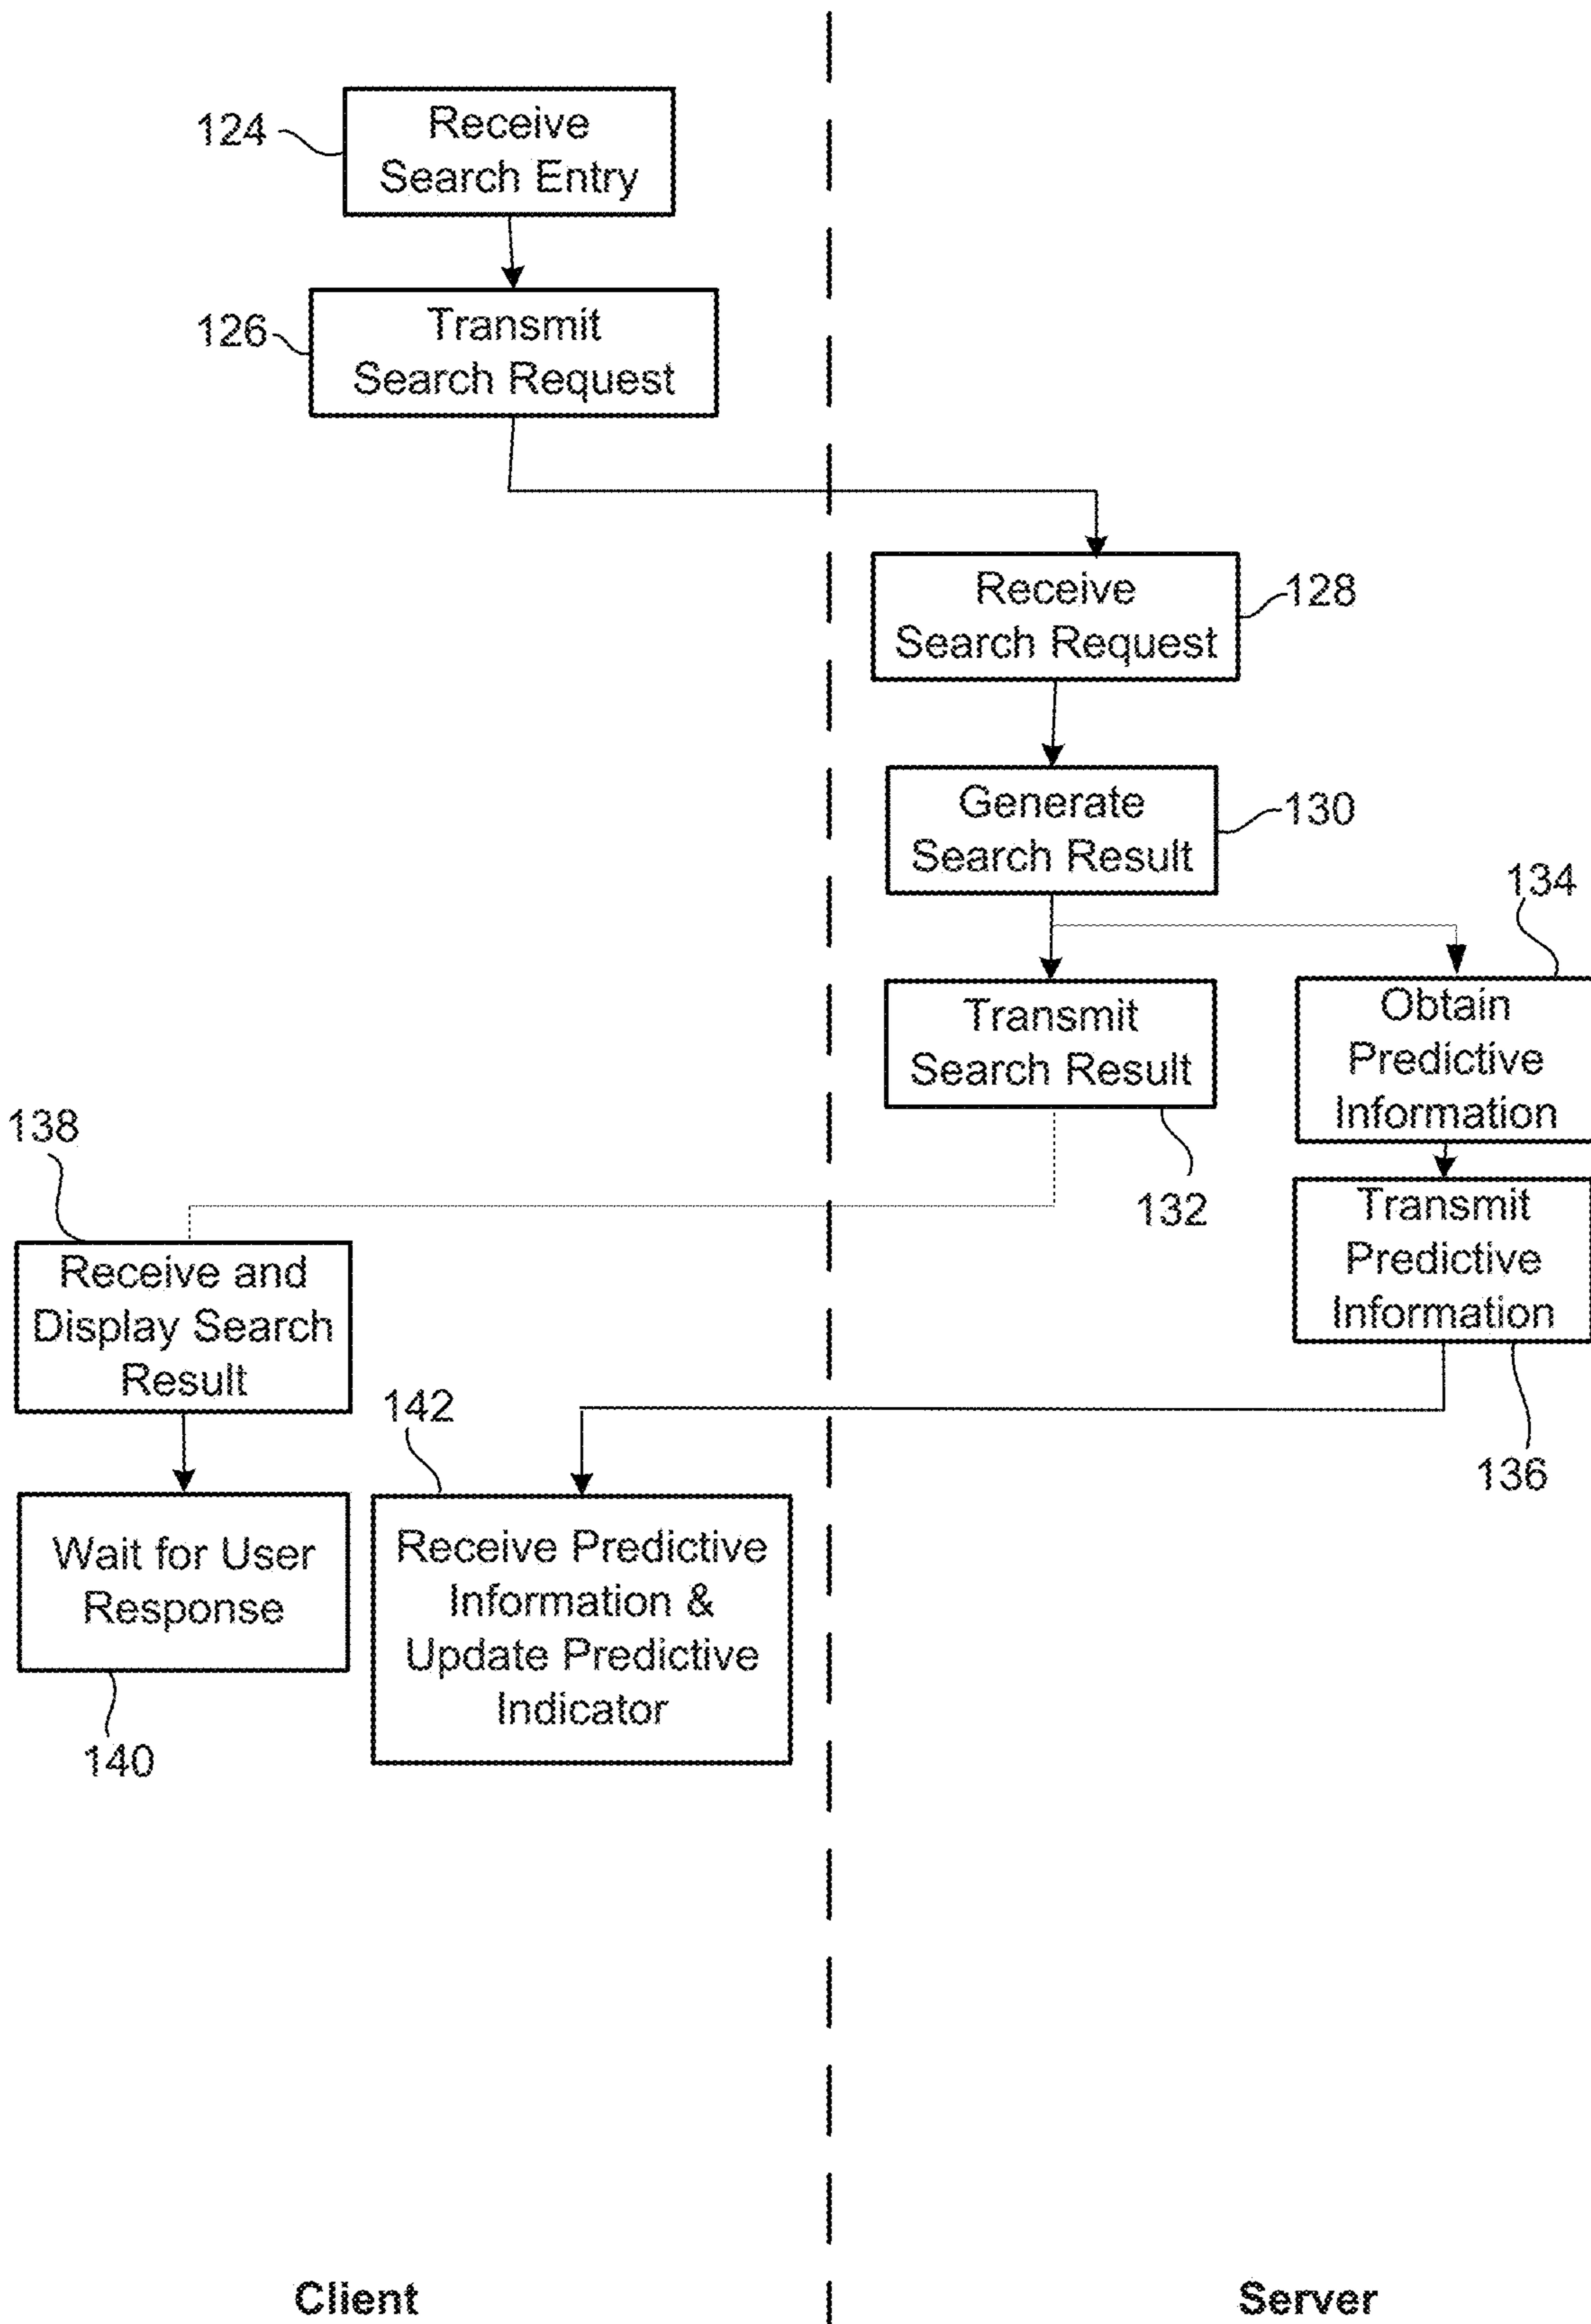 124
Receive
Search Entry
126
Transmit
Search Request
Receive
Search Request
128
Generate
Search Result
130
134
Transmit
Search Result
132
Obtain
Predictive
Information
Transmit
Predictive
Information
136
138
Receive and
Display Search
Result
142
Wait for User
Response
140
Receive Predictive
Information &
Update Predictive
Indicator
Client
Server